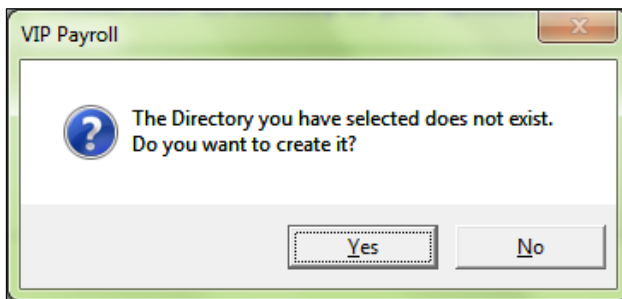 VIP Payroll
The Directory you have selected does not exist.
Do you want to create it?
Yes
No